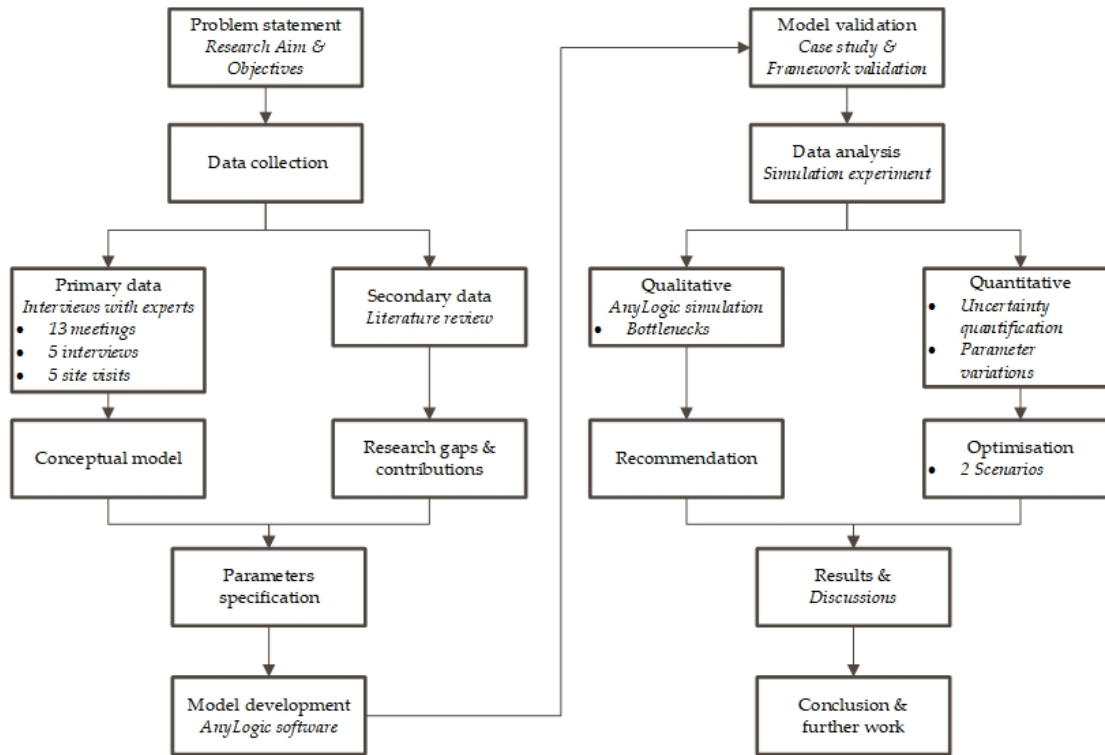 Problem statement
Research Aim &
Objectives
Data collection
Primary data
Interviews with experts
• 13 meetings
• 5 interviews
• 5 site visits
Secondary data
Literature review
Conceptual model
Research gaps &
contributions
Parameters
specification
Model development
AnyLogic software
Model validation
Case study &
Framework validation
Data analysis
Simulation experiment
Qualitative
AnyLogic simulation
• Bottlenecks
Quantitative
• Uncertainty
quantification
• Parameter
variations
Recommendation
Optimisation
• 2 Scenarios
Results &
Discussions
Conclusion &
further work